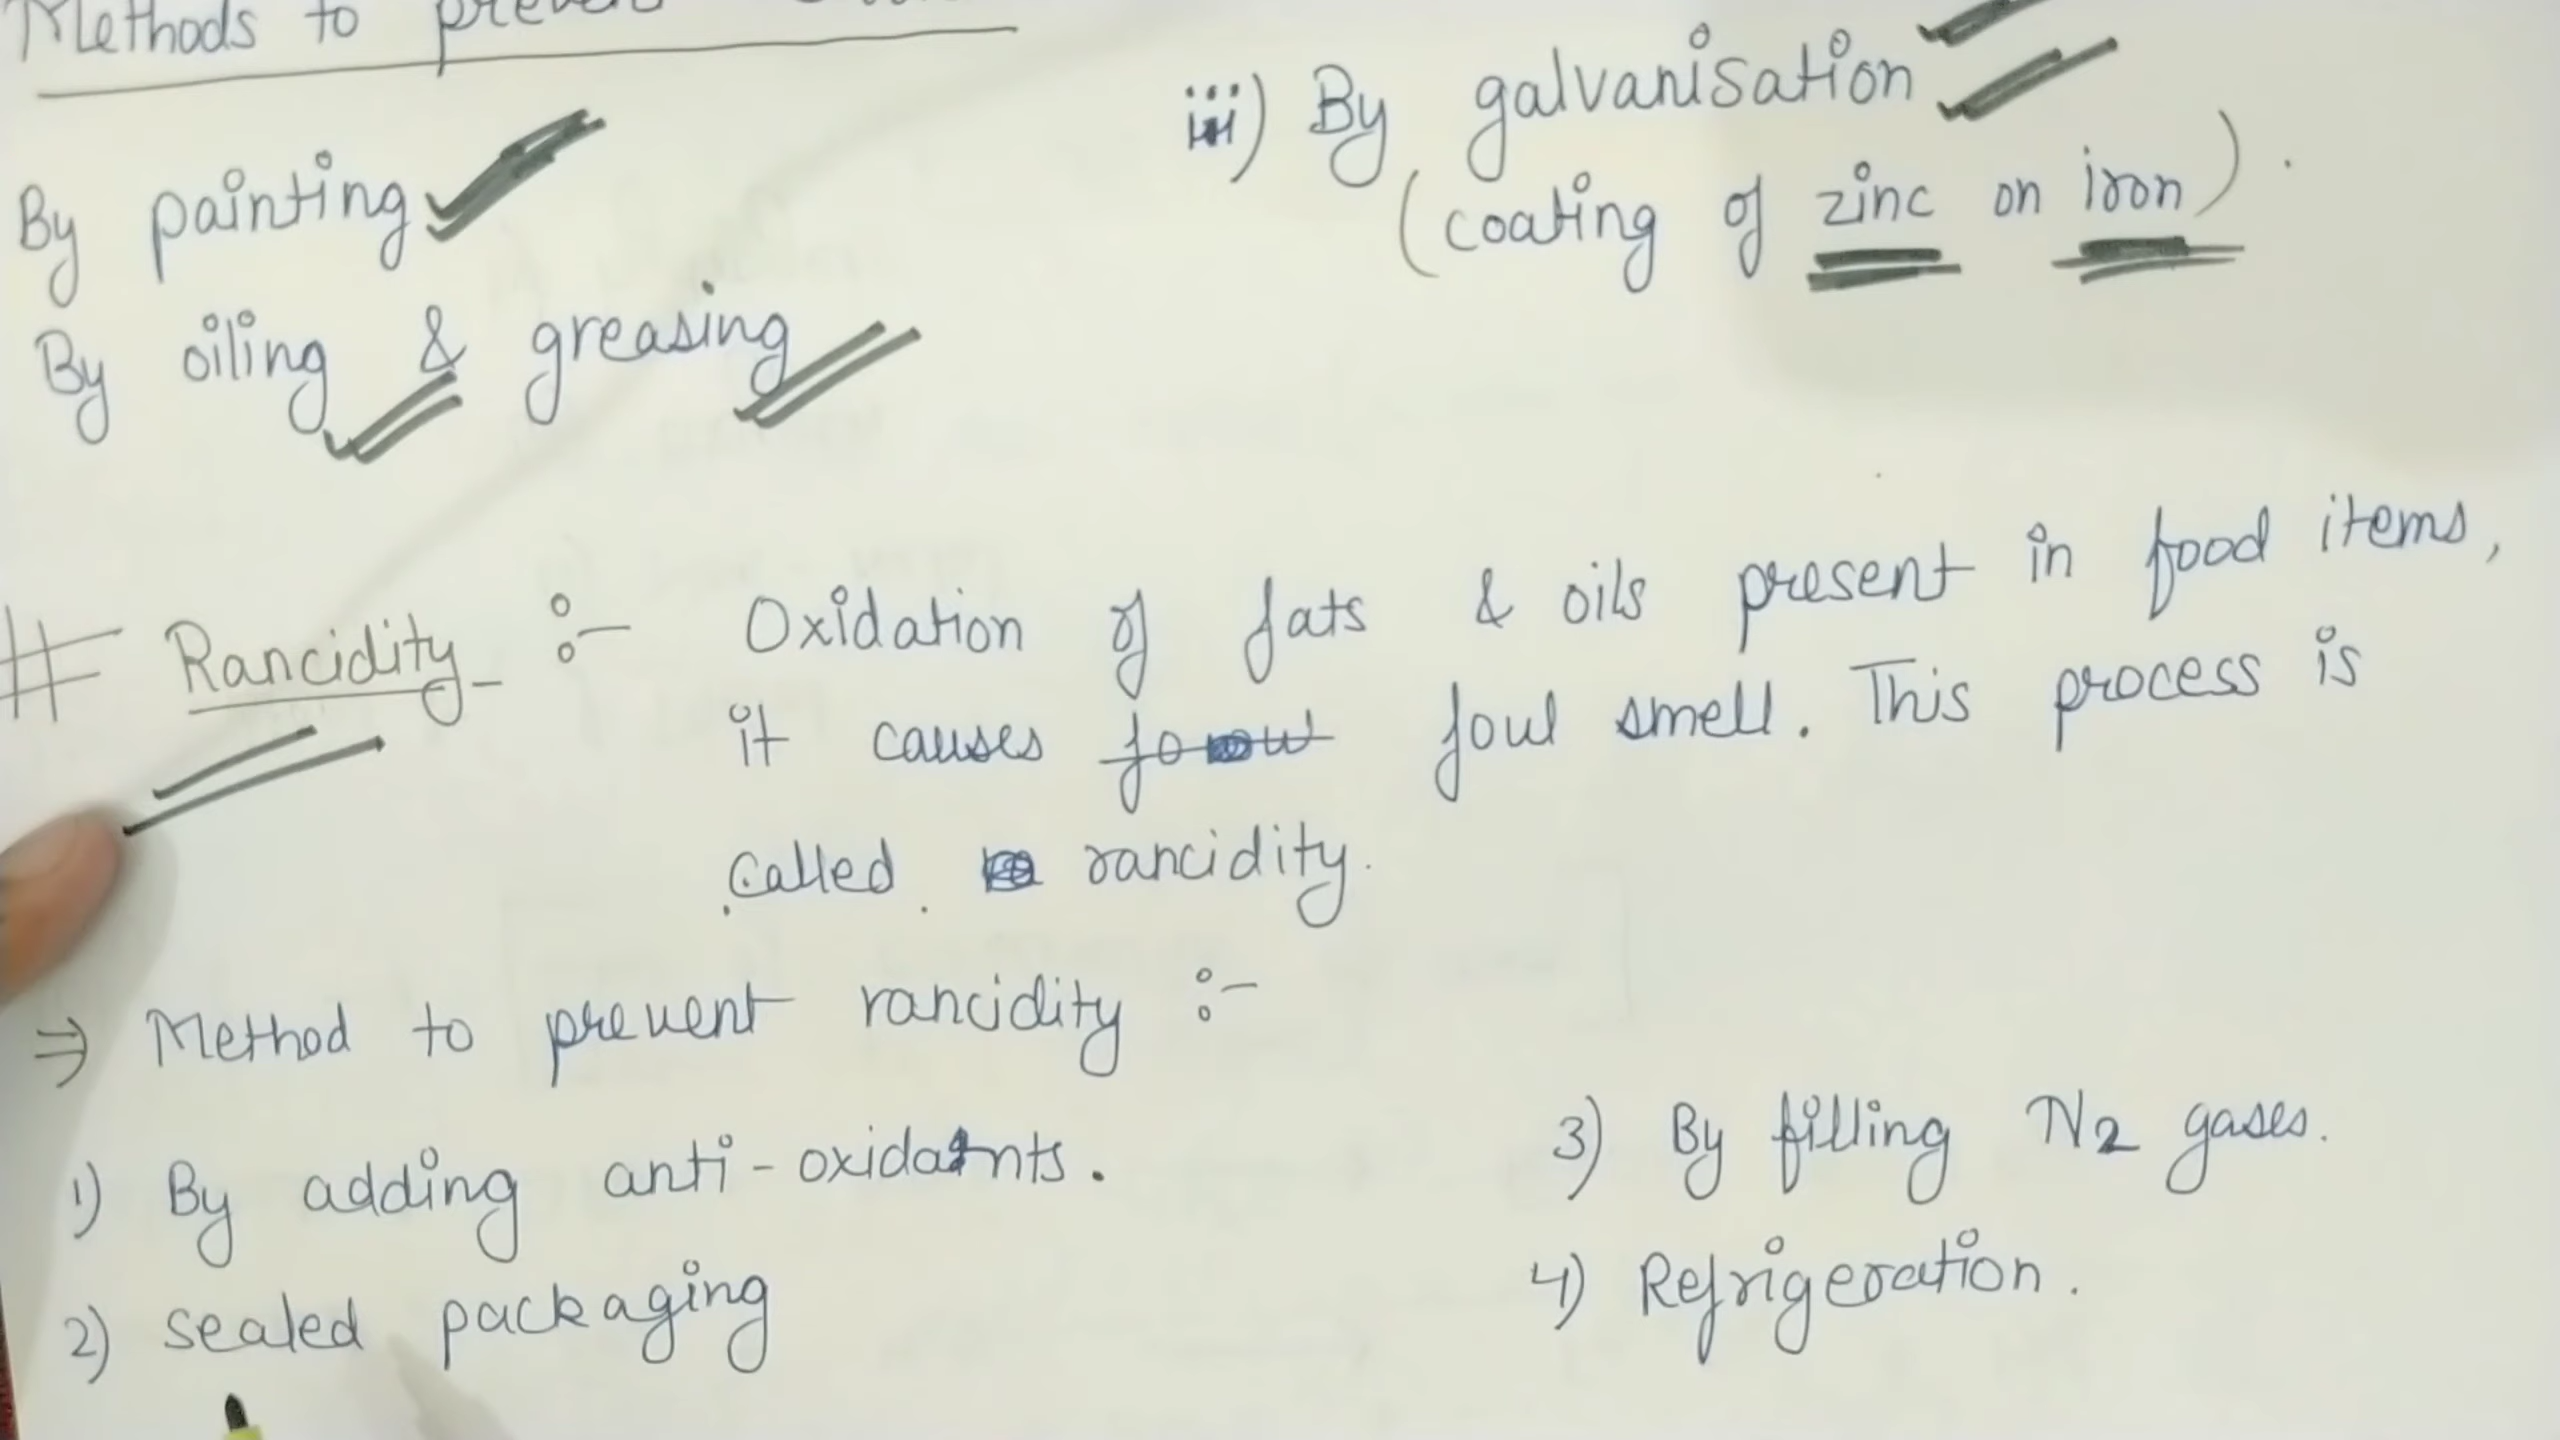 Methods to prevent
By painting
By oiling & greasing
iii) By galvanisation
(coating of zinc on iron).
# Rancidity :- Oxidation of fats & oils present in food items,
it causes foul smell. This process is
called rancidity.
⇒ Method to prevent rancidity :-
1) By adding anti-oxidants.
2) sealed packaging
3) By filling N2 gases.
4) Refrigeration.